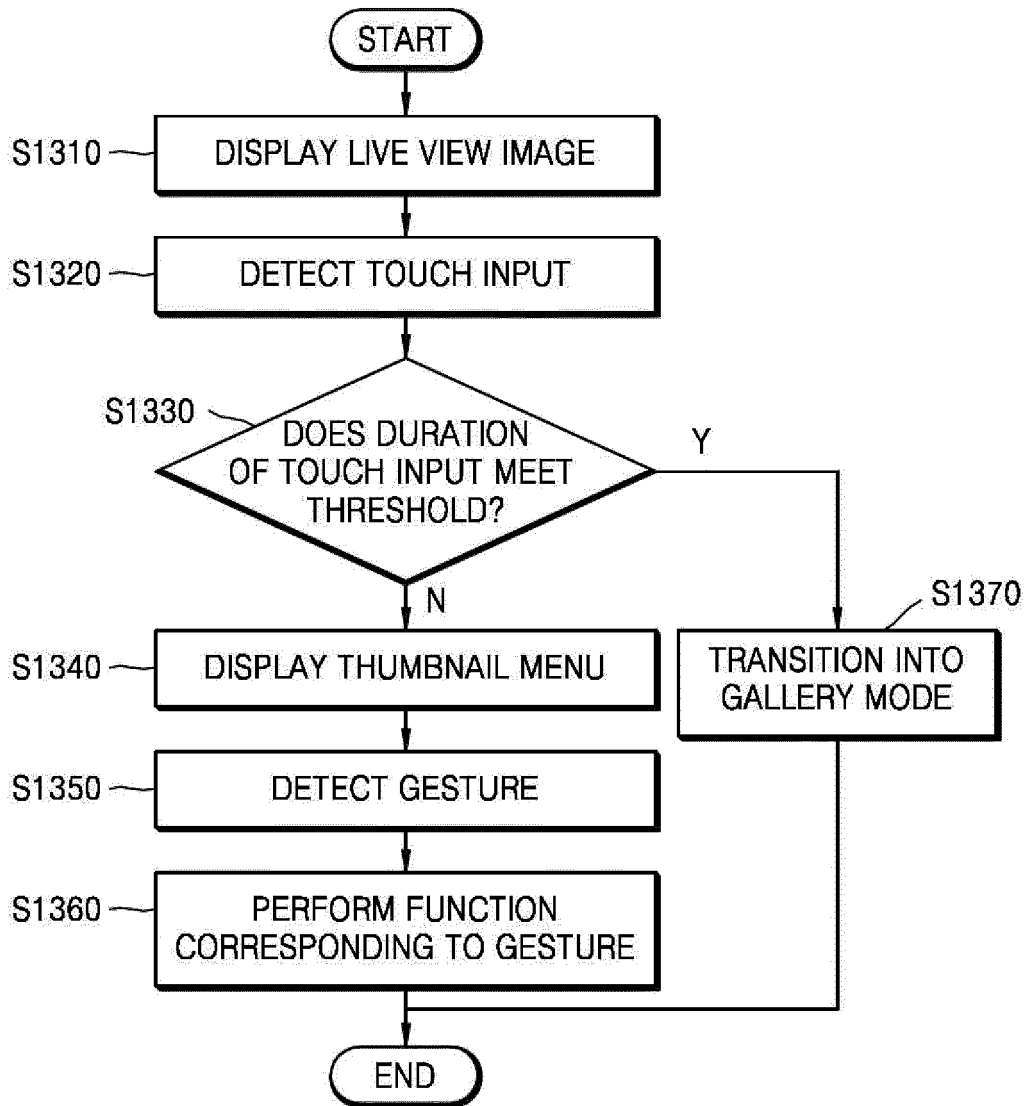 START
S1310
DISPLAY LIVE VIEW IMAGE
S1320
DETECT TOUCH INPUT
S1330
DOES DURATION
OF TOUCH INPUT MEET
THRESHOLD?
Y
N
S1340
DISPLAY THUMBNAIL MENU
S1370
TRANSITION INTO
GALLERY MODE
S1350
DETECT GESTURE
S1360
PERFORM FUNCTION
CORRESPONDING TO GESTURE
END